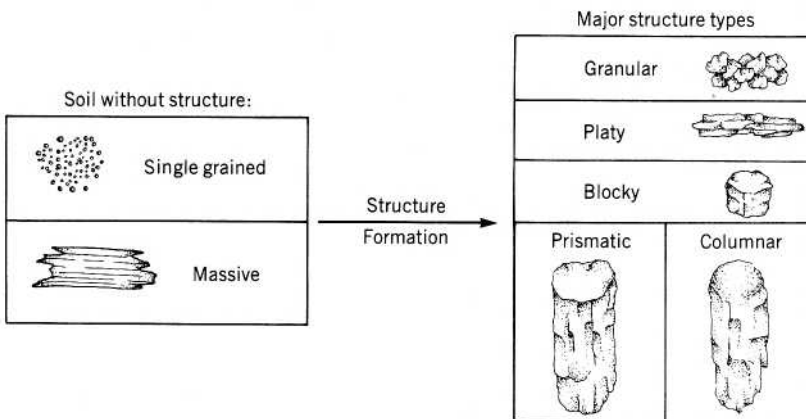 Soil without structure:
Single grained
Massive
Structure
Formation
Major structure types
Granular
Platy
Blocky
Prismatic
Columnar